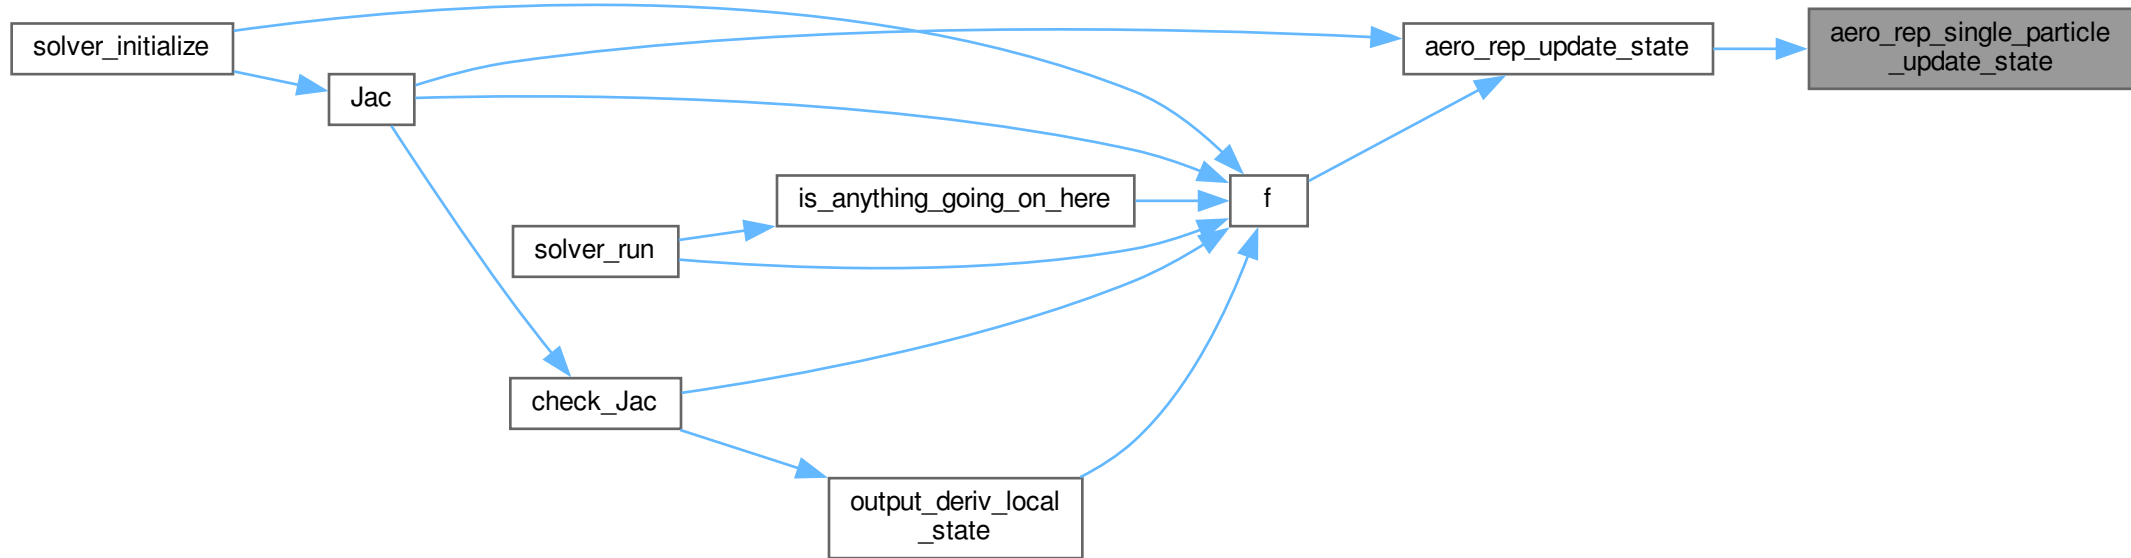 solver_initialize
Jac
aero_rep_update_state
aero_rep_single_particle
_update_state
is_anything_going_on_here
f
solver_run
check_Jac
output_deriv_local
_state